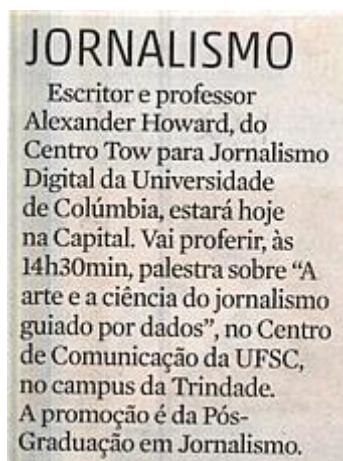 JORNALISMO
Escritor e professor
Alexander Howard, do
Centro Tow para Jornalismo
Digital da Universidade
de Colúmbia, estará hoje
na Capital. Vai proferir, às
14h30min, palestra sobre “A
arte e a ciência do jornalismo
guiado por dados”, no Centro
de Comunicação da UFSC,
no campus da Trindade.
A promoção é da Pós-
Graduação em Jornalismo.